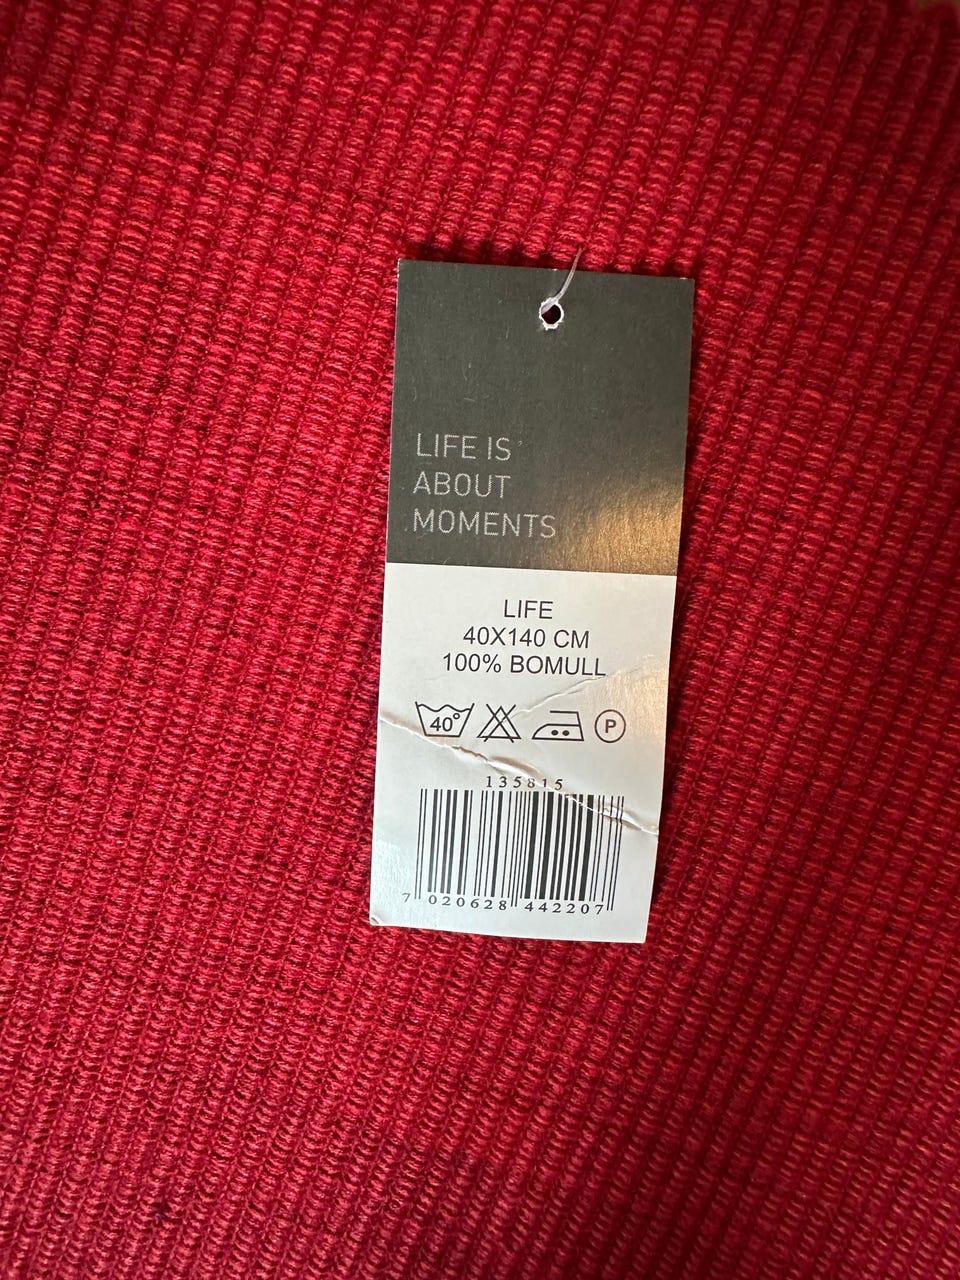 LIFE IS
ABOUT
MOMENTS
LIFE
40X140 CM
100% BOMULL
40°
P
135815
7 020628 442207